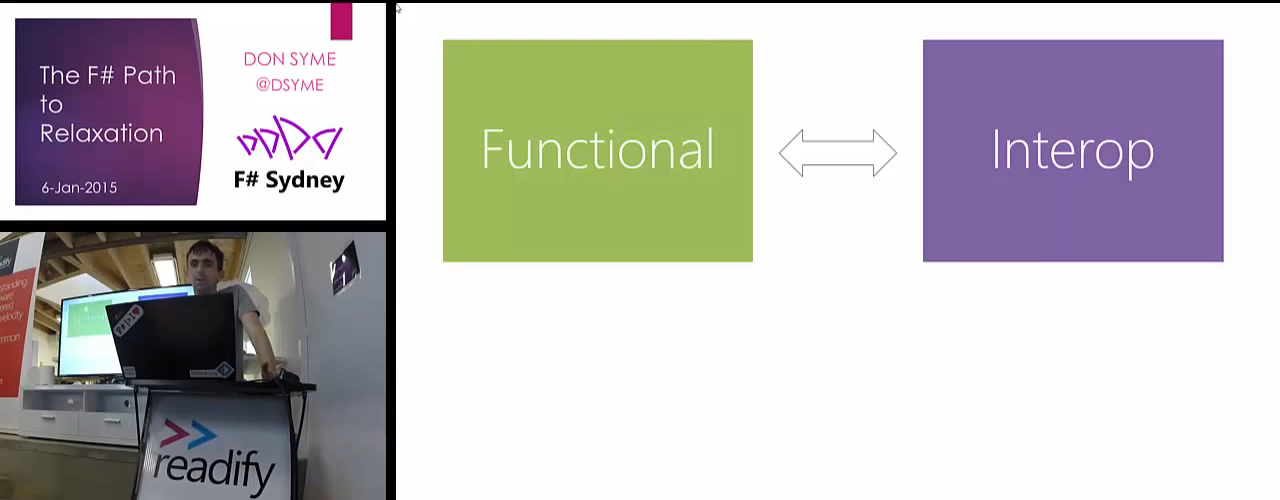 The F# Path
to
Relaxation
6-Jan-2015
DON SYME
@DSYME
F# Sydney
Functional
Interop
readify